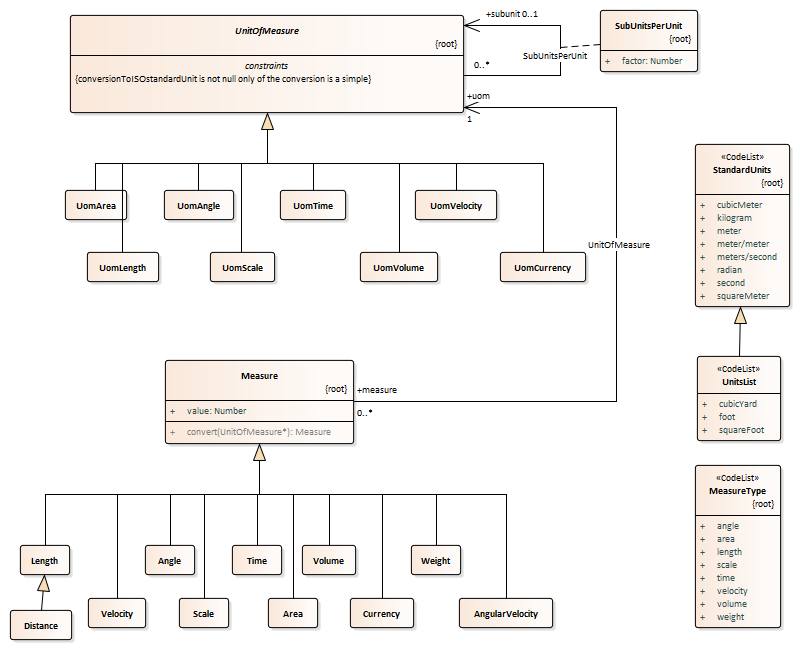 UnitOfMeasure
{root}
constraints
{conversionToISOstandardUnit is not null only of the conversion is a simple}
+subunit 0..1
0..*
SubUnitsPerUnit
SubUnitsPerUnit
{root}
+ factor: Number
+uom
1
UomArea
UomAngle
UomTime
UomVelocity
UomLength
UomScale
UomVolume
UomCurrency
UnitOfMeasure
«CodeList»
StandardUnits
{root}
+ cubicMeter
+ kilogram
+ meter
+ meter/meter
+ meters/second
+ radian
+ second
+ squareMeter
«CodeList»
UnitsList
+ cubicYard
+ foot
+ squareFoot
Measure
{root}
+ value: Number
+ convert(UnitOfMeasure*): Measure
+measure
0..*
Length
Angle
Time
Volume
Weight
Distance
Velocity
Scale
Area
Currency
AngularVelocity
«CodeList»
MeasureType
{root}
+ angle
+ area
+ length
+ scale
+ time
+ velocity
+ volume
+ weight